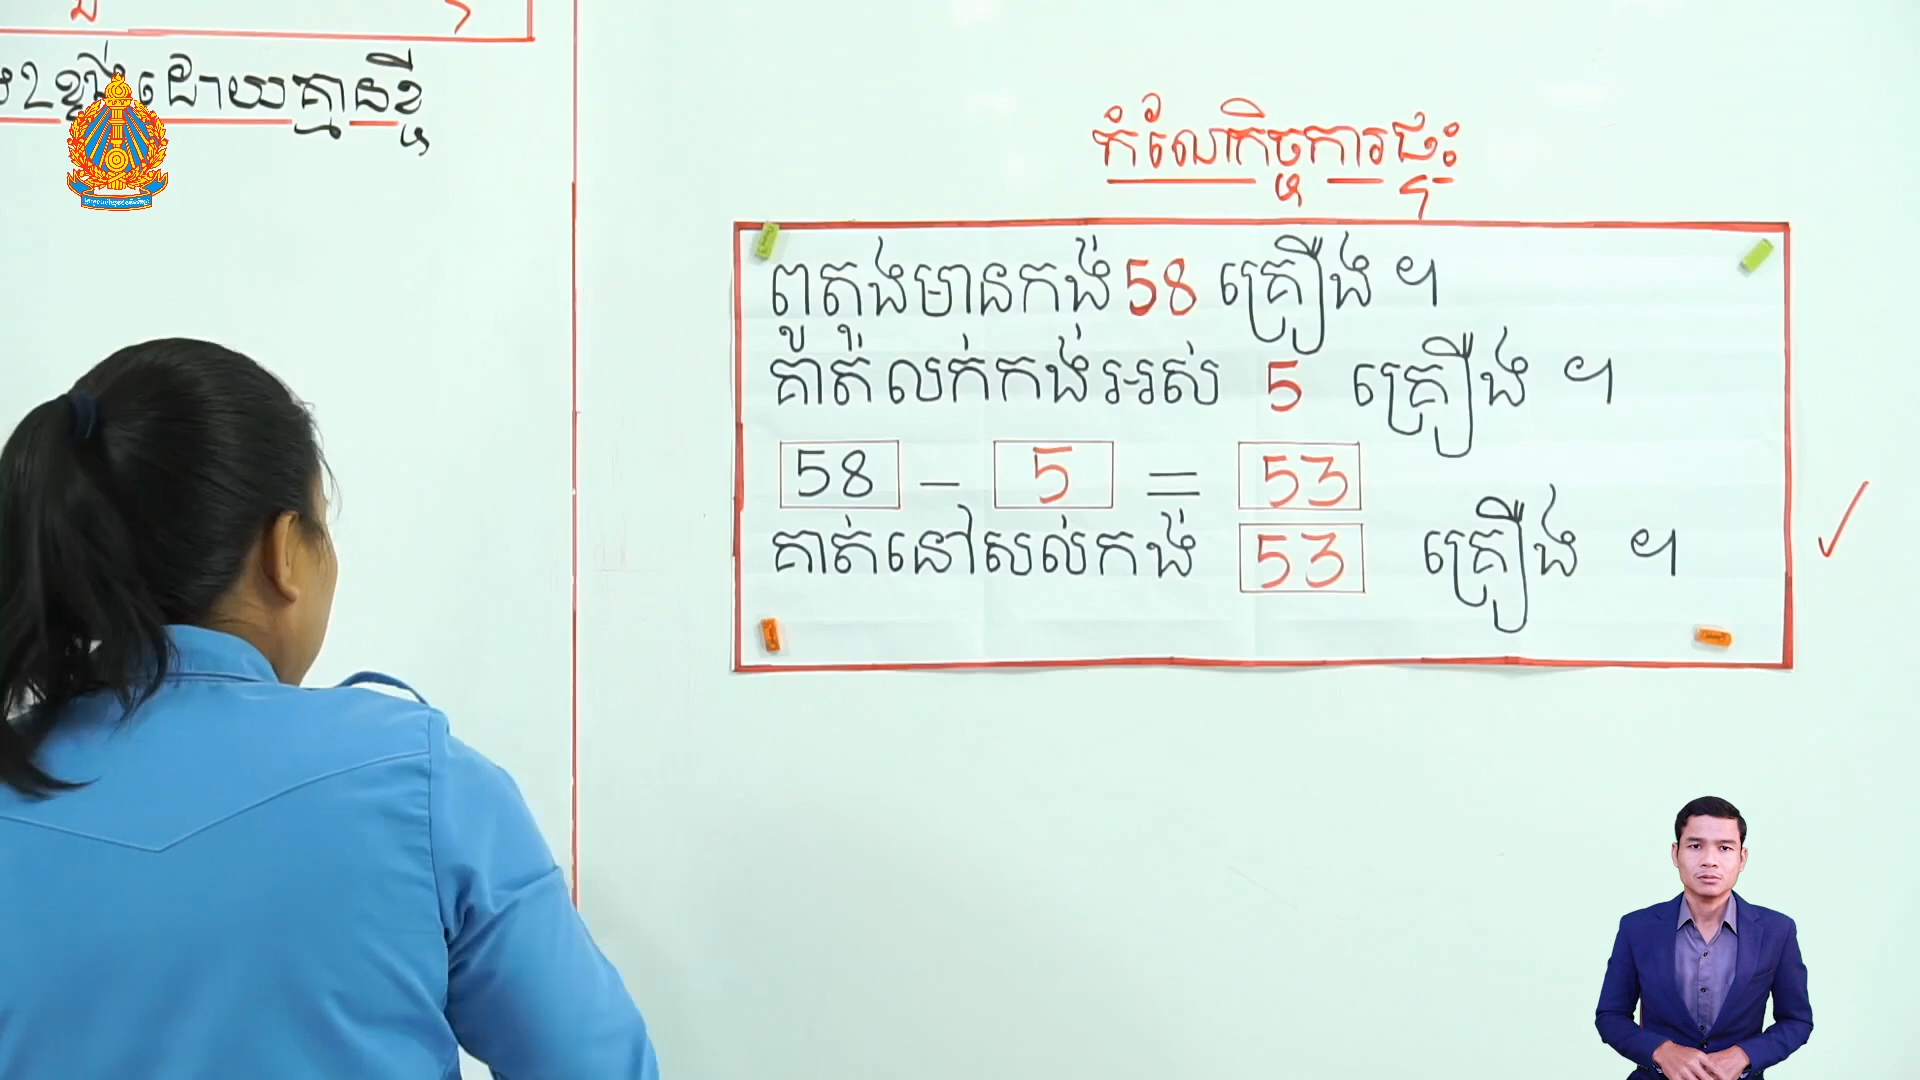 ដោយគ្មានខ្ចី
កំណែកិច្ចការផ្ទះ
ពូតូងមានកង់ 58 គ្រឿង ។
គាត់លក់កង់អស់ 5 គ្រឿង ។
58 - 5 = 53
គាត់នៅសល់កង់ 53 គ្រឿង ។